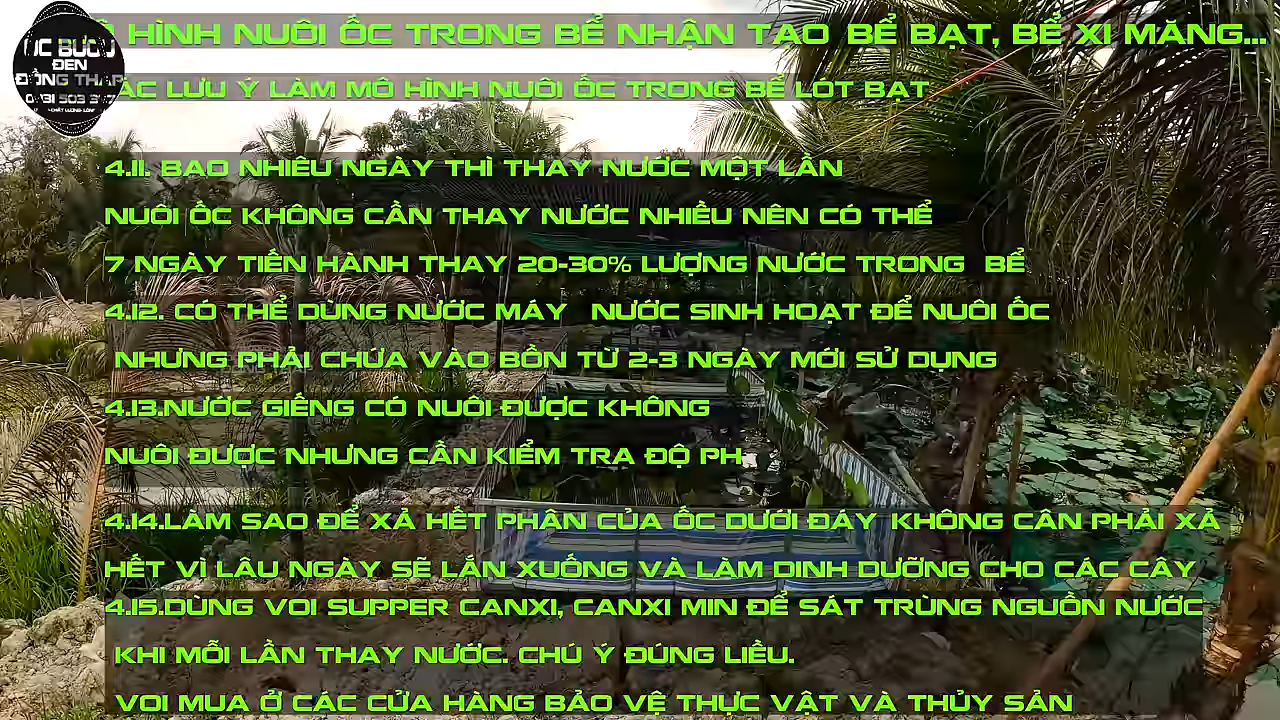 ỐC BƯƠU
ĐEN
ĐỒNG THÁP
HÌNH NUÔI ỐC TRONG BỂ NHÂN TẠO BỂ BẠT, BỂ XI MĂNG...
CÁC LƯU Ý LÀM MÔ HÌNH NUÔI ỐC TRONG BỂ LÓT BẠT
4.11. BAO NHIÊU NGÀY THÌ THAY NƯỚC MỘT LẦN
NUÔI ỐC KHÔNG CẦN THAY NƯỚC NHIỀU NÊN CÓ THỂ
7 NGÀY TIẾN HÀNH THAY 20-30% LƯỢNG NƯỚC TRONG BỂ
4.12. CÓ THỂ DÙNG NƯỚC MÁY NƯỚC SINH HOẠT ĐỂ NUÔI ỐC
NHƯNG PHẢI CHỨA VÀO BỒN TỪ 2-3 NGÀY MỚI SỬ DỤNG
4.13.NƯỚC GIẾNG CÓ NUÔI ĐƯỢC KHÔNG
NUÔI ĐƯỢC NHƯNG CẦN KIỂM TRA ĐỘ PH
4.14.LÀM SAO ĐỂ XẢ HẾT PHÂN CỦA ỐC DƯỚI ĐÁY KHÔNG CÂN PHẢI XẢ
HẾT VÌ LÂU NGÀY SẼ LẮN XUỐNG VÀ LÀM DINH DƯỠNG CHO CÁC CÂY
4.15.DÙNG VOI SUPPER CANXI, CANXI MIN ĐỂ SÁT TRÙNG NGUỒN NƯỚC
KHI MỖI LẦN THAY NƯỚC. CHÚ Ý ĐÚNG LIỀU.
VOI MUA Ở CÁC CỬA HÀNG BẢO VỆ THỰC VẬT VÀ THỦY SẢN